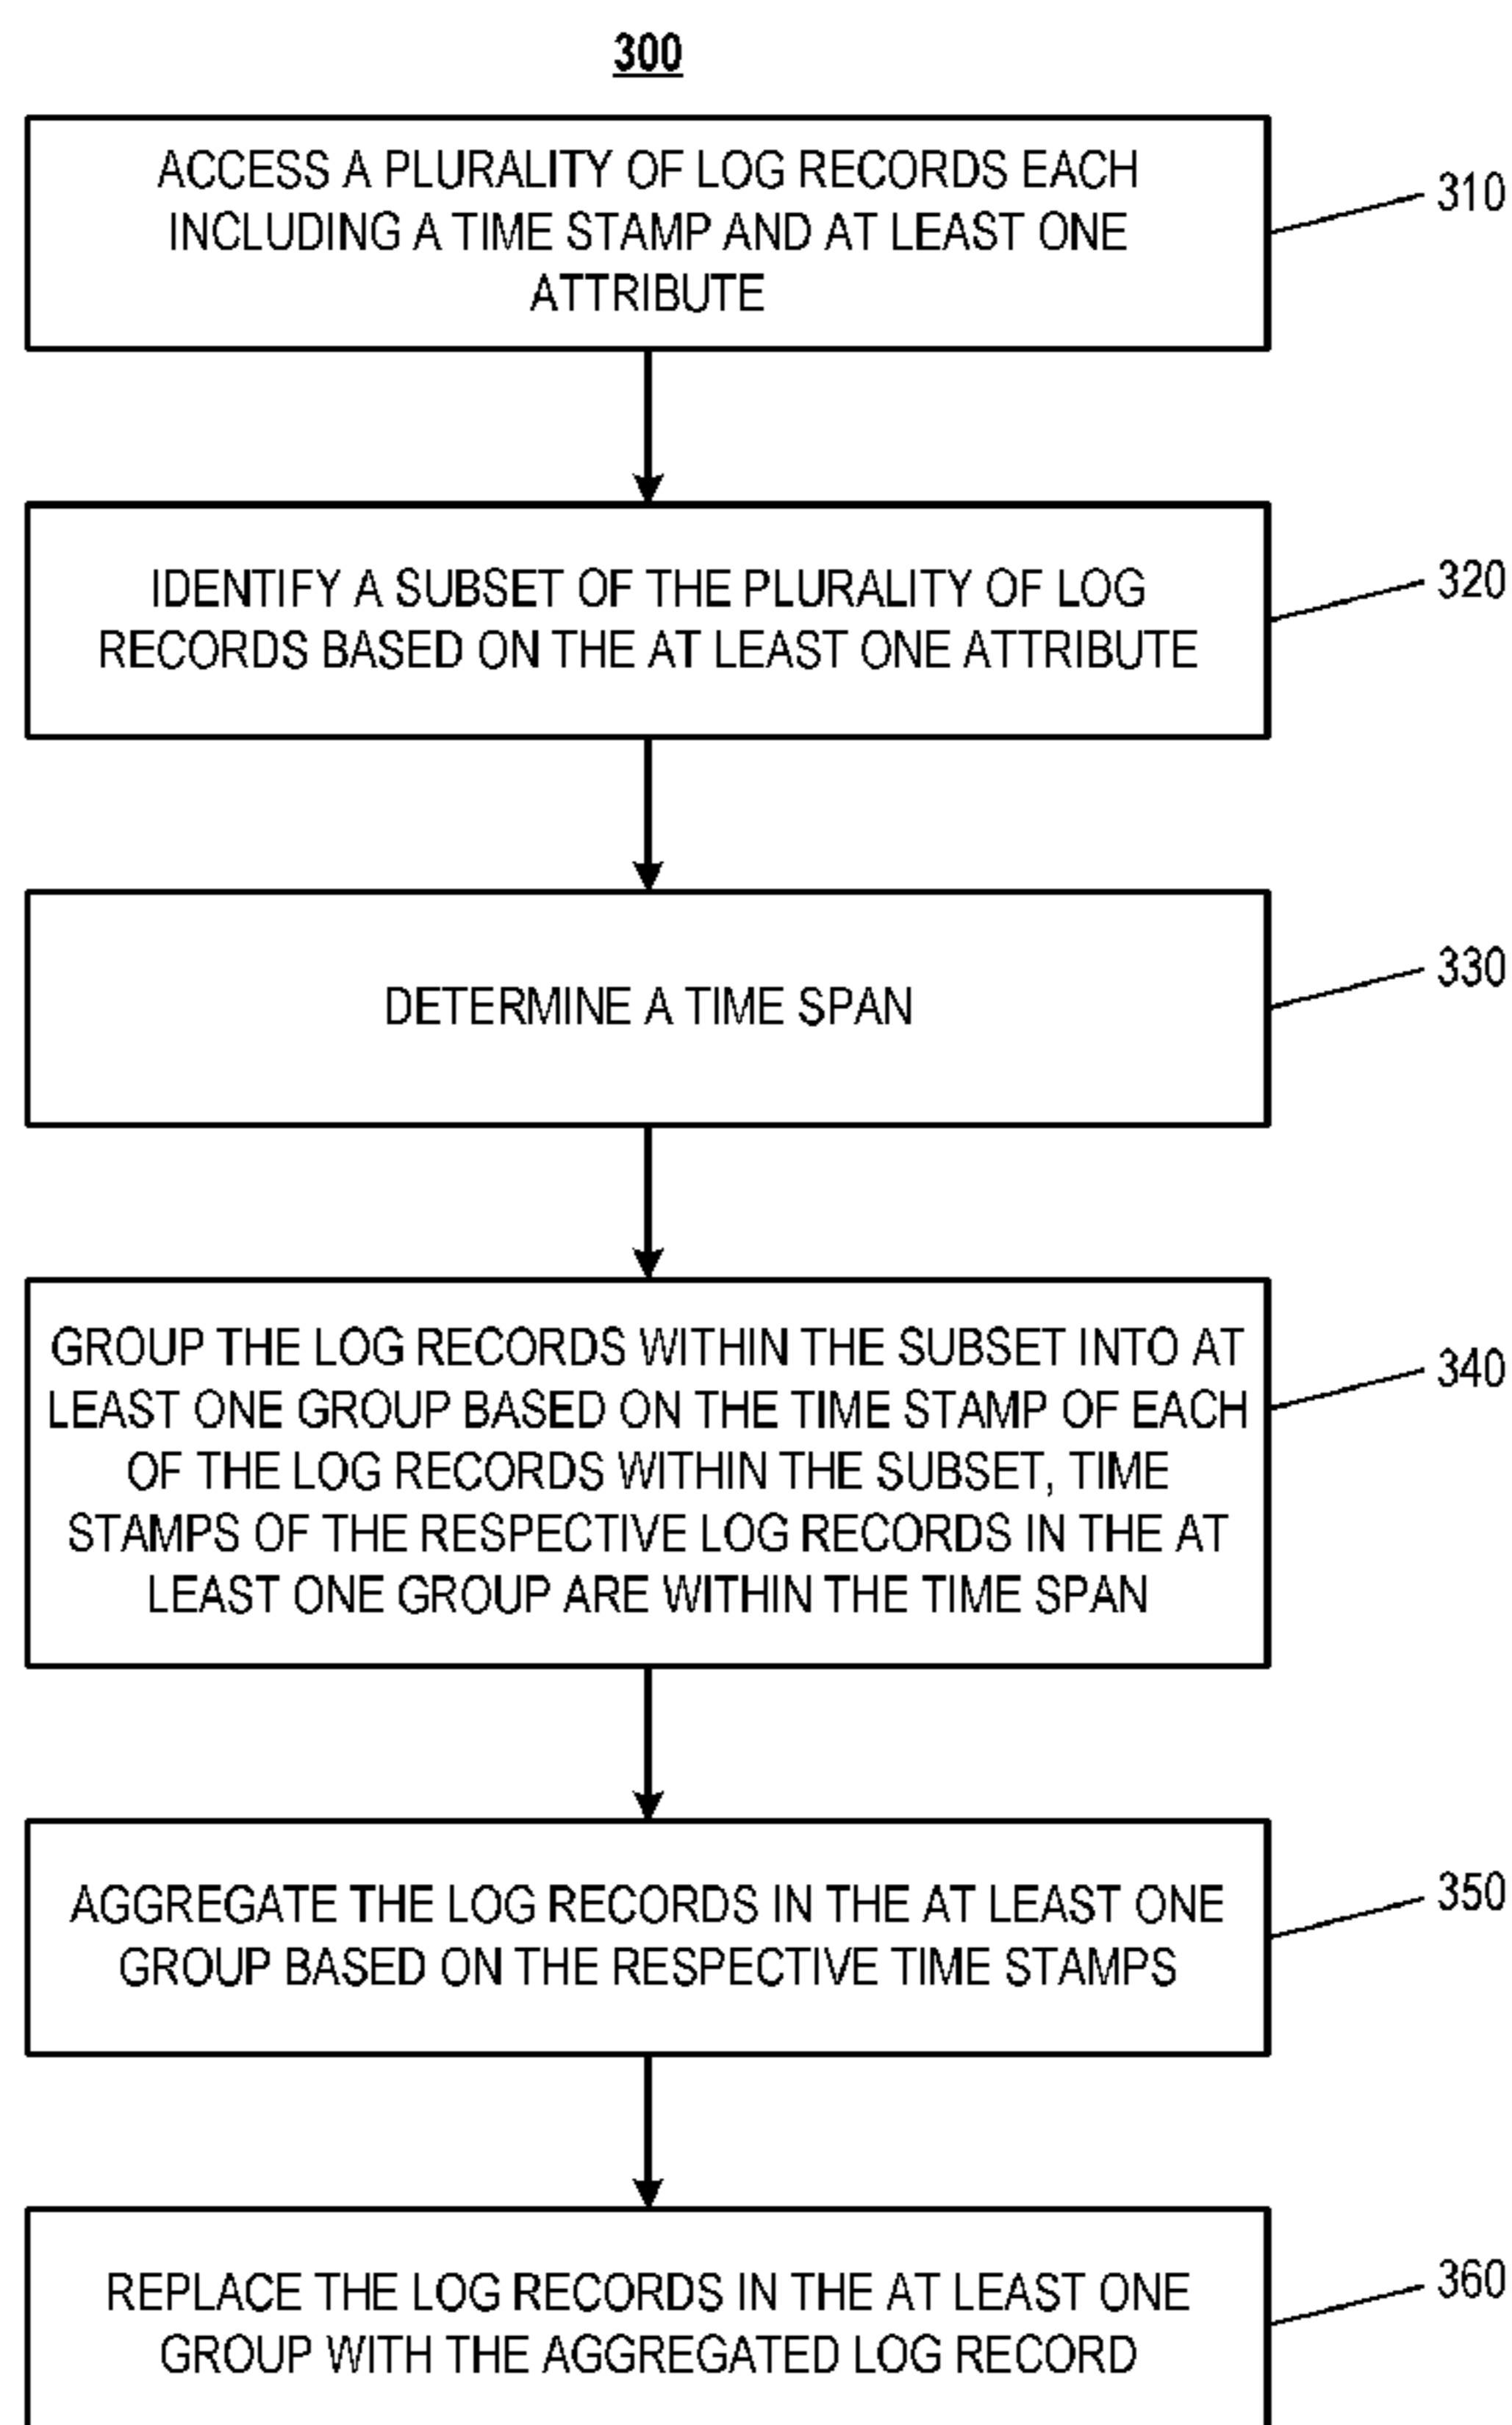 300
ACCESS A PLURALITY OF LOG RECORDS EACH
INCLUDING A TIME STAMP AND AT LEAST ONE
ATTRIBUTE
310
IDENTIFY A SUBSET OF THE PLURALITY OF LOG
RECORDS BASED ON THE AT LEAST ONE ATTRIBUTE
320
DETERMINE A TIME SPAN
330
GROUP THE LOG RECORDS WITHIN THE SUBSET INTO AT
LEAST ONE GROUP BASED ON THE TIME STAMP OF EACH
OF THE LOG RECORDS WITHIN THE SUBSET, TIME
STAMPS OF THE RESPECTIVE LOG RECORDS IN THE AT
LEAST ONE GROUP ARE WITHIN THE TIME SPAN
340
AGGREGATE THE LOG RECORDS IN THE AT LEAST ONE
GROUP BASED ON THE RESPECTIVE TIME STAMPS
350
REPLACE THE LOG RECORDS IN THE AT LEAST ONE
GROUP WITH THE AGGREGATED LOG RECORD
360